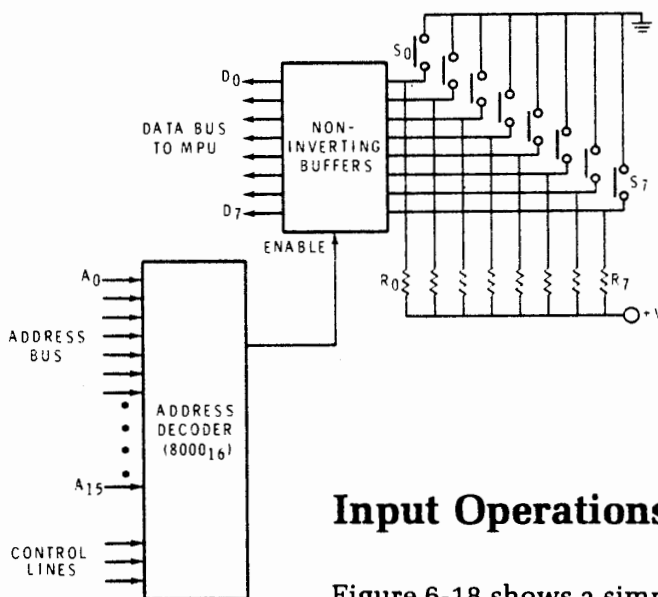 S0
D0
DATA BUS
TO MPU
NON-
INVERTING
BUFFERS
S7
D7
ENABLE
A0
R0
R7
+V
ADDRESS
BUS
ADDRESS
DECODER
(8000₁₆)
A15
Input Operations
CONTROL
LINES
Figure 6-18 shows a simp